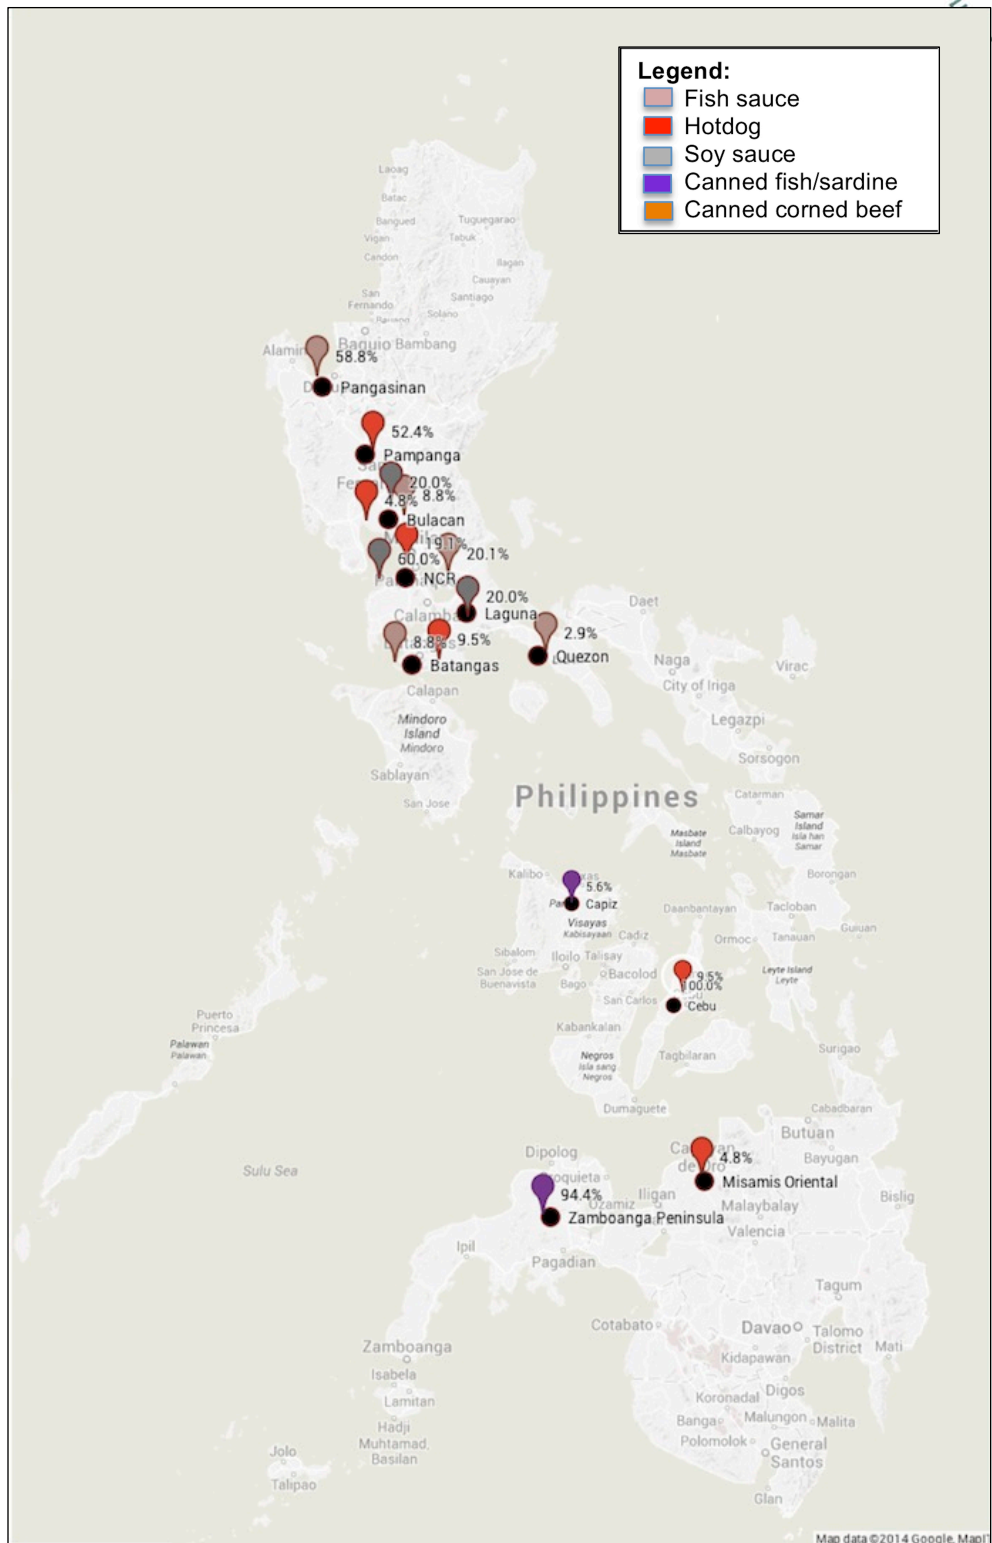 Legend:
Fish sauce
Hotdog
Soy sauce
Canned fish/sardine
Canned corned beef
Laoag
Batac
Bangued
Tuguegarao
Vigan
Tabuk
Candon
Ilagan
Cauayan
San
Fernando
Santiago
Solano
Baguio
Bambang
58.8%
Pangasinan
52.4%
Pampanga
San
20.0%
8.8%
4.8%
Bulacan
19.1%
20.1%
60.0%
NCR
20.0%
Laguna
Calamba
Daet
2.9%
8.8%
9.5%
Quezon
Batangas
Naga
Virac
City of Iriga
Calapan
Legazpi
Mindoro
Island
Mindoro
Sorsogon
Sablayan
San Jose
Philippines
Catarman
Masbate
Island
Masbate
Calbayog
Samar
Island
Isla han
Samar
Kalibo
5.6%
Capiz
Borongan
Daanbantayan
Tacloban
Visayas
Kabisayaan
Cadiz
Ormoc
Tanauan
Guiuan
Sibalom
Iloilo
Talisay
San Jose de
Buenavista
Bago
Bacolod
Leyte Island
Leyte
9.5%
100.0%
San Carlos
Cebu
Puerto
Princesa
Kabankalan
Palawan
Palawan
Negros
Isla sang
Negros
Tagbilaran
Surigao
Dumaguete
Cabadbaran
Butuan
Dipolog
4.8%
Bayugan
de Oro
Sulu Sea
94.4%
Misamis Oriental
Ozamiz
Iligan
Bislig
Malaybalay
Zamboanga Peninsula
Valencia
Ipil
Pagadian
Tagum
Cotabato
Davao
Talomo
District
Mati
Zamboanga
Kidapawan
Isabela
Lamitan
Koronadal
Digos
Hadji
Muhtamad,
Basilan
Banga
Malungon
Malita
Polomolok
General
Santos
Jolo
Talipao
Glan
Map data ©2014 Google, MapI